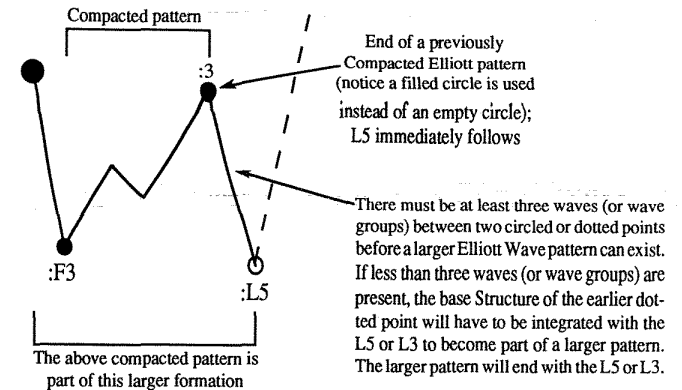 Compacted pattern
:3
End of a previously
Compacted Elliott pattern
(notice a filled circle is used
instead of an empty circle);
L5 immediately follows
:F3
:L5
There must be at least three waves (or wave
groups) between two circled or dotted points
before a larger Elliott Wave pattern can exist.
If less than three waves (or wave groups) are
present, the base Structure of the earlier dot-
ted point will have to be integrated with the
L5 or L3 to become part of a larger pattern.
The larger pattern will end with the L5 or L3.
The above compacted pattern is
part of this larger formation